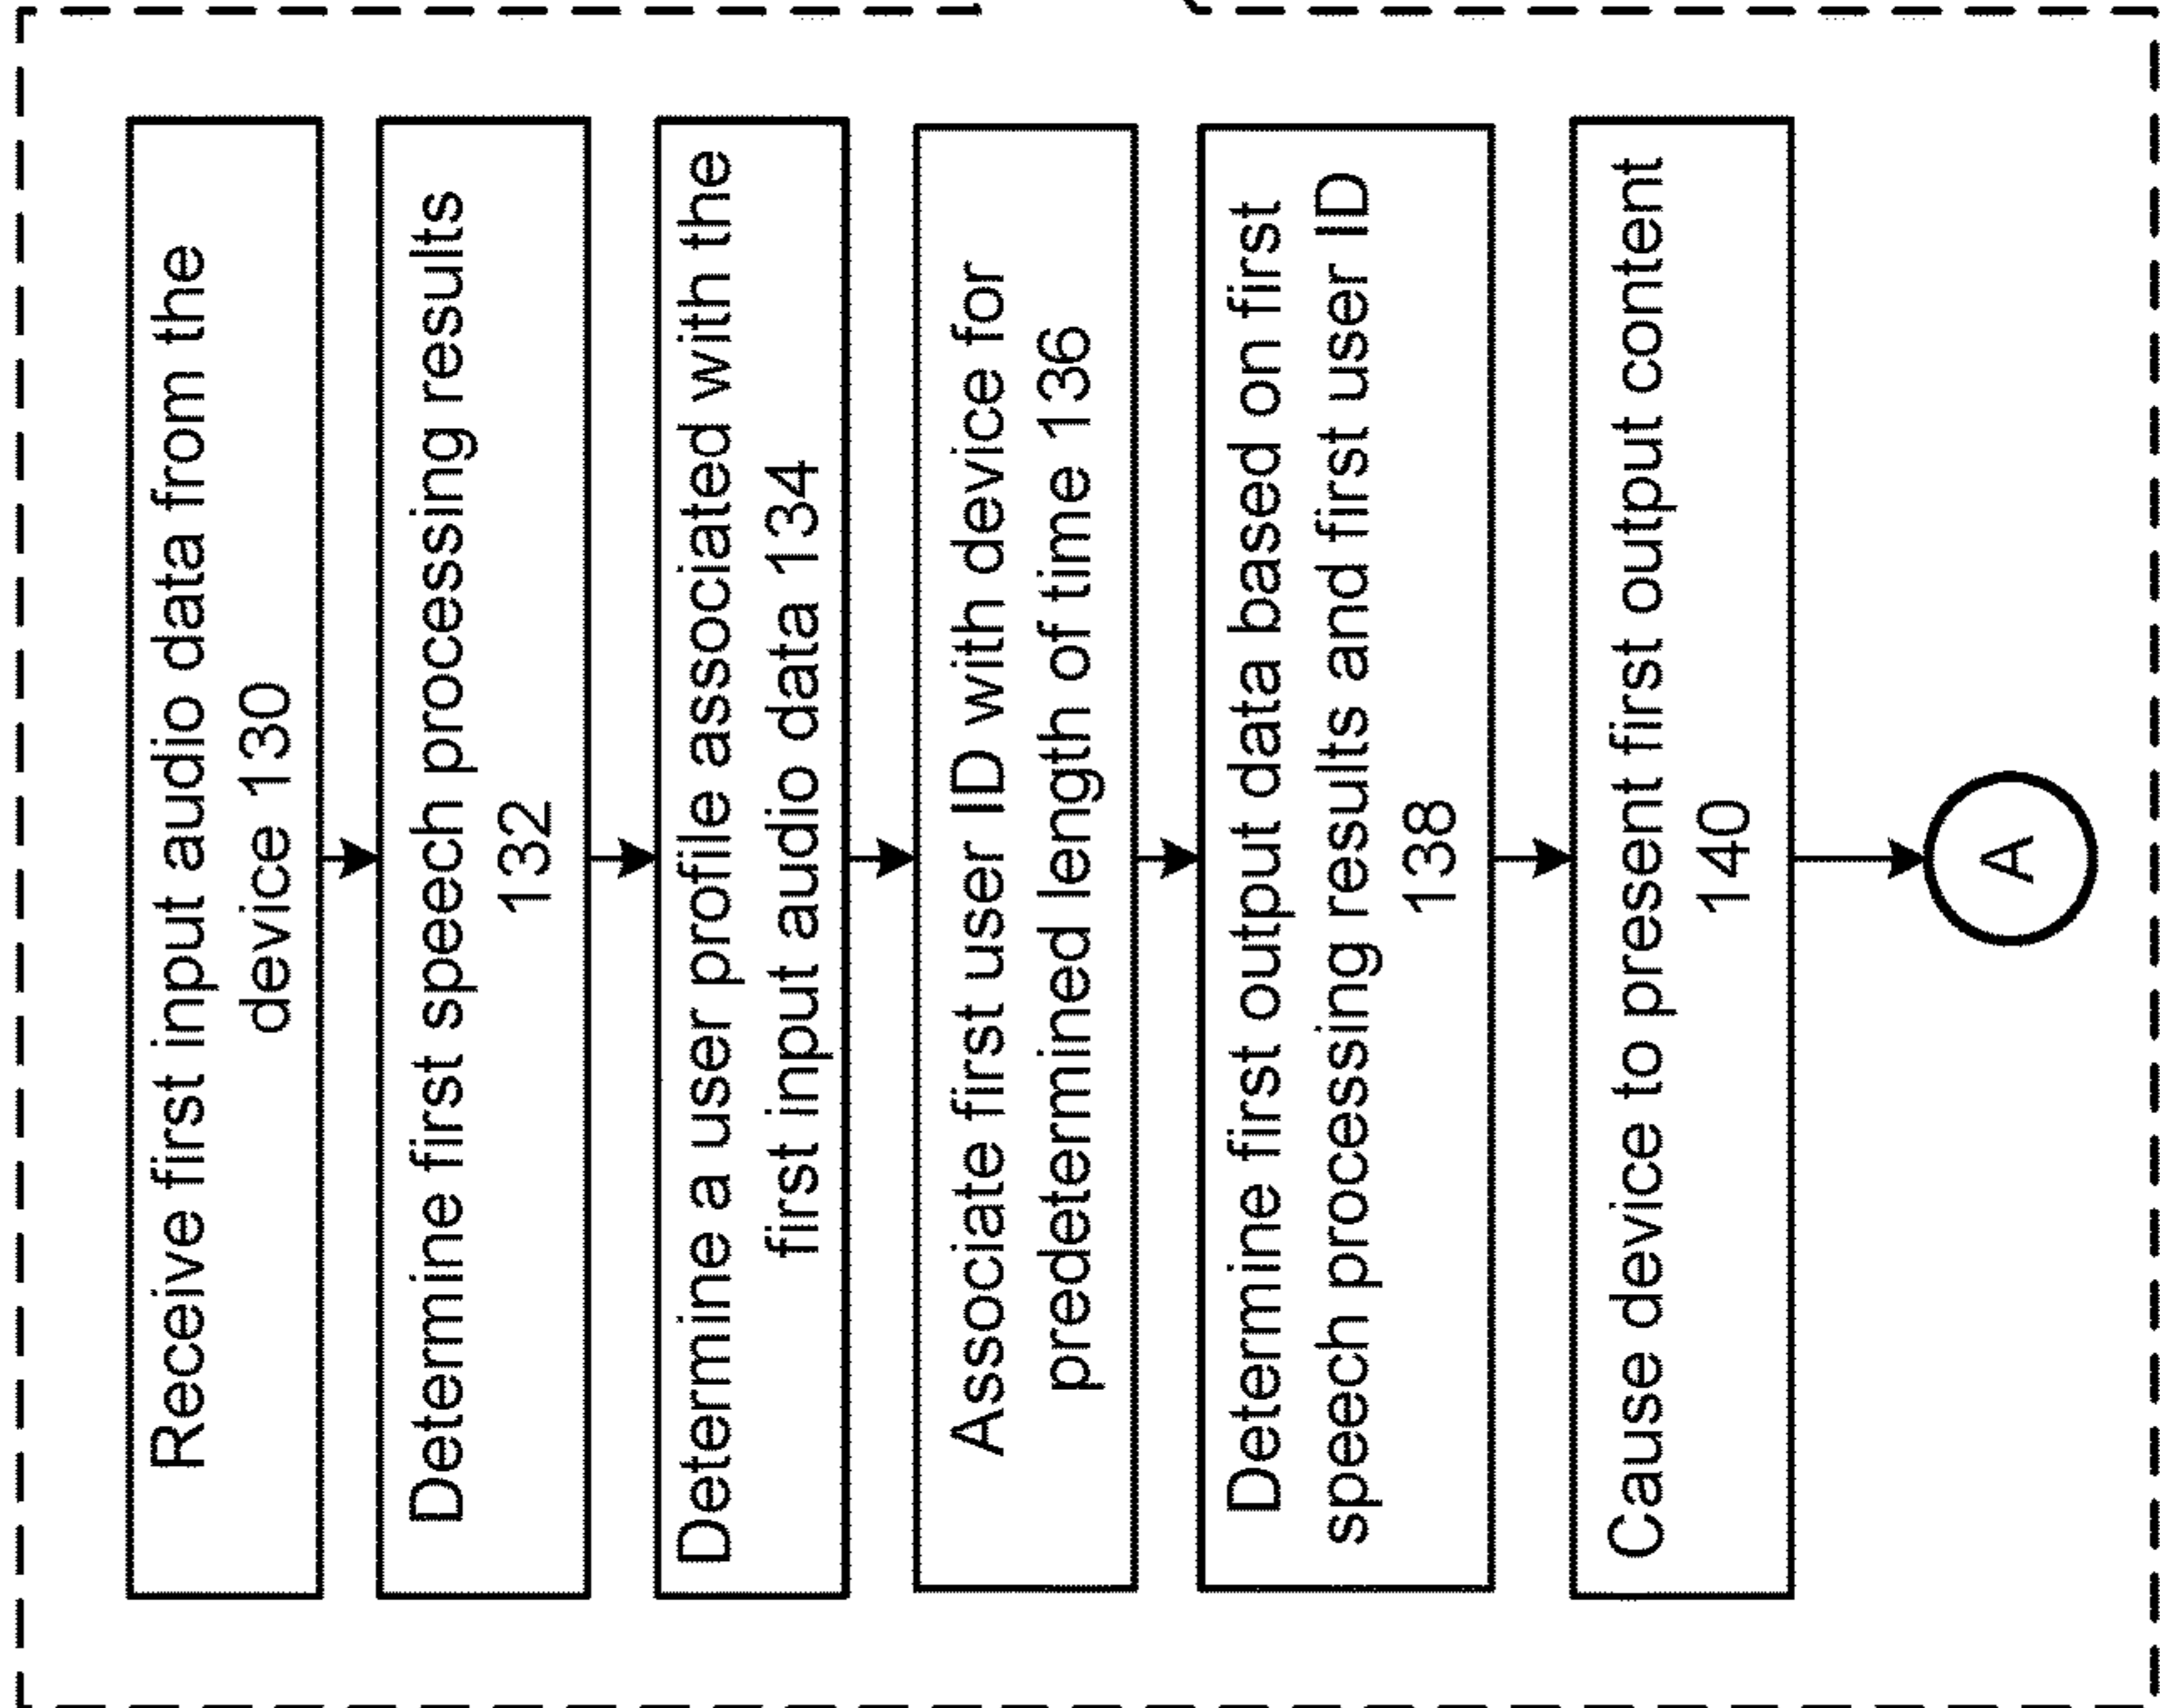 Receive first input audio data from the
device 130
Determine first speech processing results
132
Determine a user profile associated with the
first input audio data 134
Associate first user ID with device for
predetermined length of time 136
Determine first output data based on first
speech processing results and first user ID
138
Cause device to present first output content
140
A